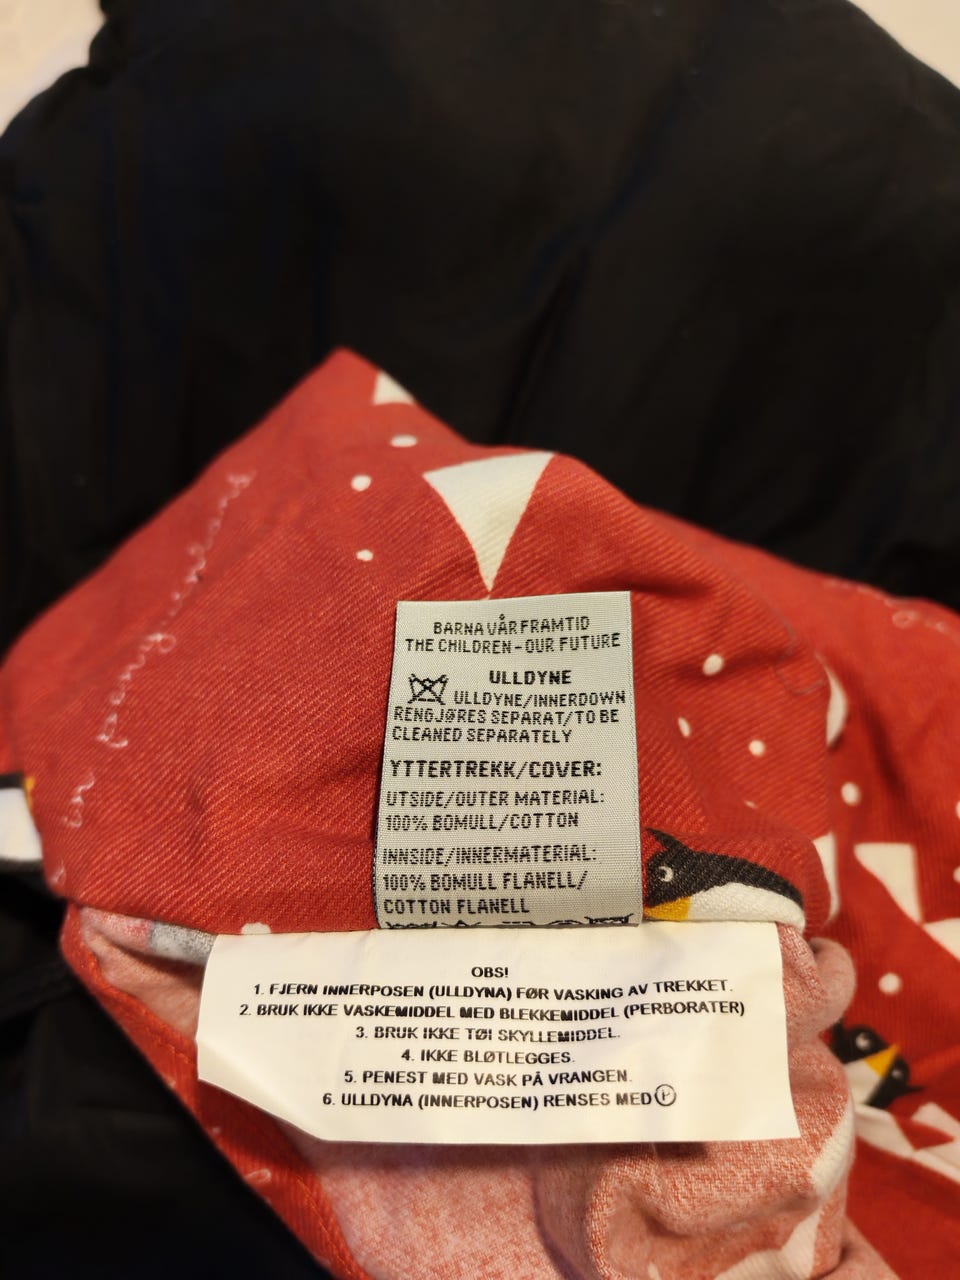 BARNA VÅR FRAMTID
THE CHILDREN - OUR FUTURE
ULLDYNE
ULLDYNE/INNERDOWN
RENGJØRES SEPARAT/TO BE
CLEANED SEPARATELY
YTTERTREKK/COVER:
UTSIDE/OUTER MATERIAL:
100% BOMULL/COTTON
INNSIDE/INNERMATERIAL:
100% BOMULL FLANELL/
COTTON FLANELL
OBS!
1. FJERN INNERPOSEN (ULLDYNA) FØR VASKING AV TREKKET.
2. BRUK IKKE VASKEMIDDEL MED BLEKKEMIDDEL (PERBORATER)
3. BRUK IKKE TØI SKYLLEMIDDEL.
4. IKKE BLØTLEGGES.
5. PENEST MED VASK PÅ VRANGEN.
6. ULLDYNA (INNERPOSEN) RENSES MED Ⓟ